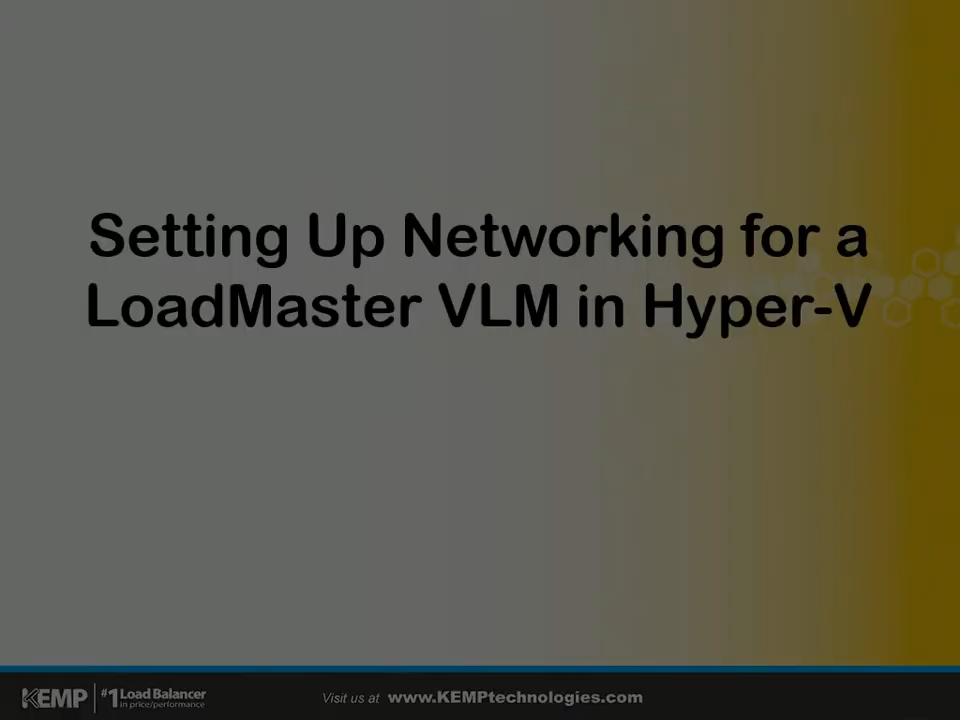 Setting Up Networking for a
LoadMaster VLM in Hyper-V
KEMP
#1 Load Balancer
in price/performance
Visit us at www.KEMPtechnologies.com